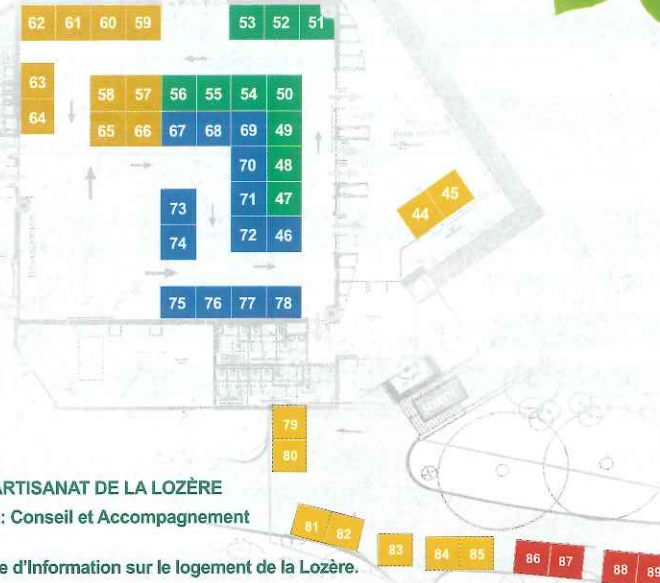 62 61 60 59 53 52 51
63
64
58 57 56 55 54 50
65 66 67 68 69 49
70 48
71 47
73
74
72 46
45
44
75 76 77 78
79
80
ARTISANAT DE LA LOZÈRE
: Conseil et Accompagnement
81 82 83 84 85 86 87 88 89
e d'Information sur le logement de la Lozère.